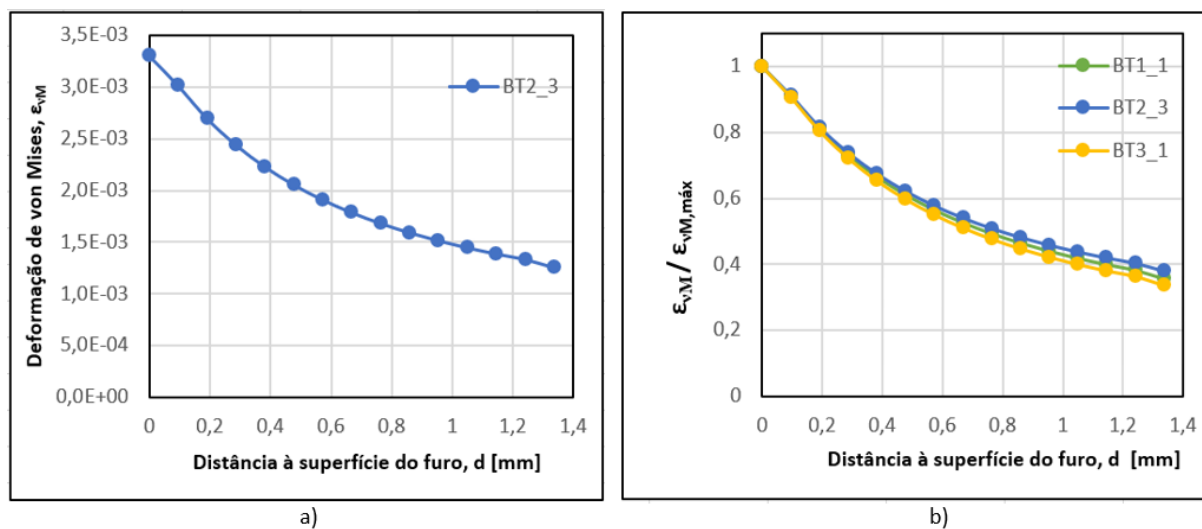 3,5E-03
3,0E-03
2,5E-03
2,0E-03
1,5E-03
1,0E-03
5,0E-04
0,0E+00
Deformação de von Mises, εvM
BT2_3
0 0,2 0,4 0,6 0,8 1 1,2 1,4
Distância à superfície do furo, d [mm]
a)
1
0,8
0,6
0,4
0,2
0
εvM / εvM,máx
BT1_1
BT2_3
BT3_1
0 0,2 0,4 0,6 0,8 1 1,2 1,4
Distância à superfície do furo, d [mm]
b)